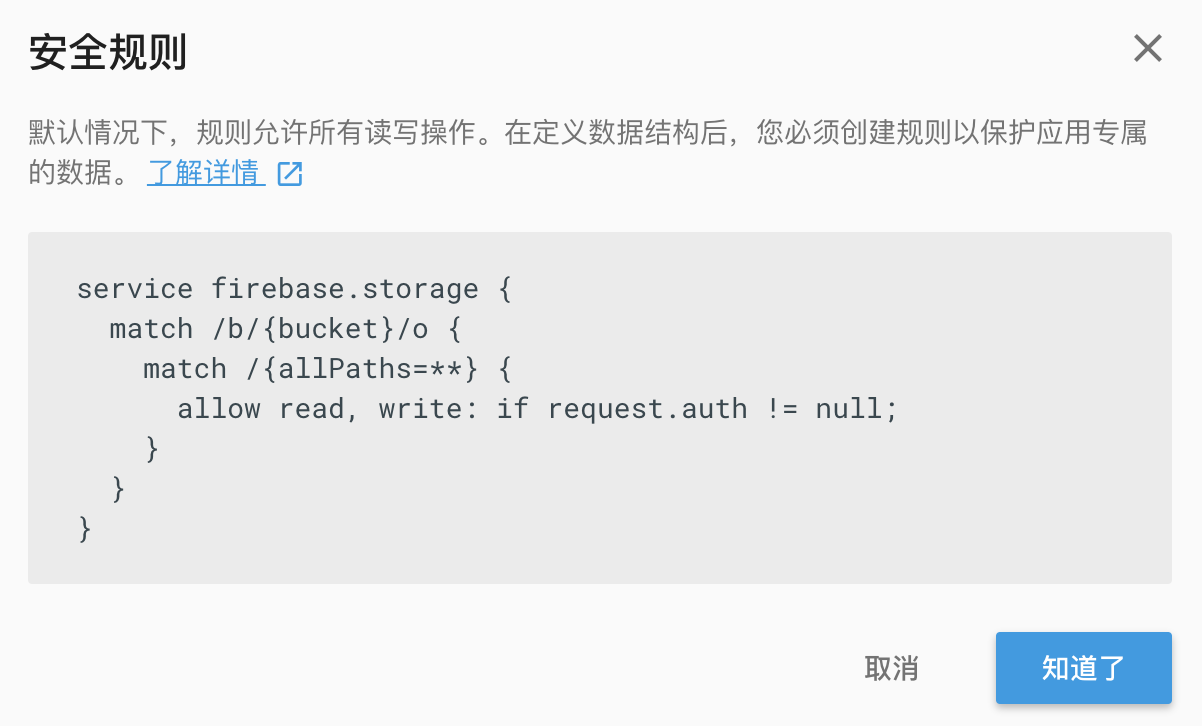 安全规则
默认情况下，规则允许所有读写操作。在定义数据结构后，您必须创建规则以保护应用专属
的数据。 了解详情
service firebase.storage {
  match /b/{bucket}/o {
    match /{allPaths=**} {
      allow read, write: if request.auth != null;
    }
  }
}
取消 知道了